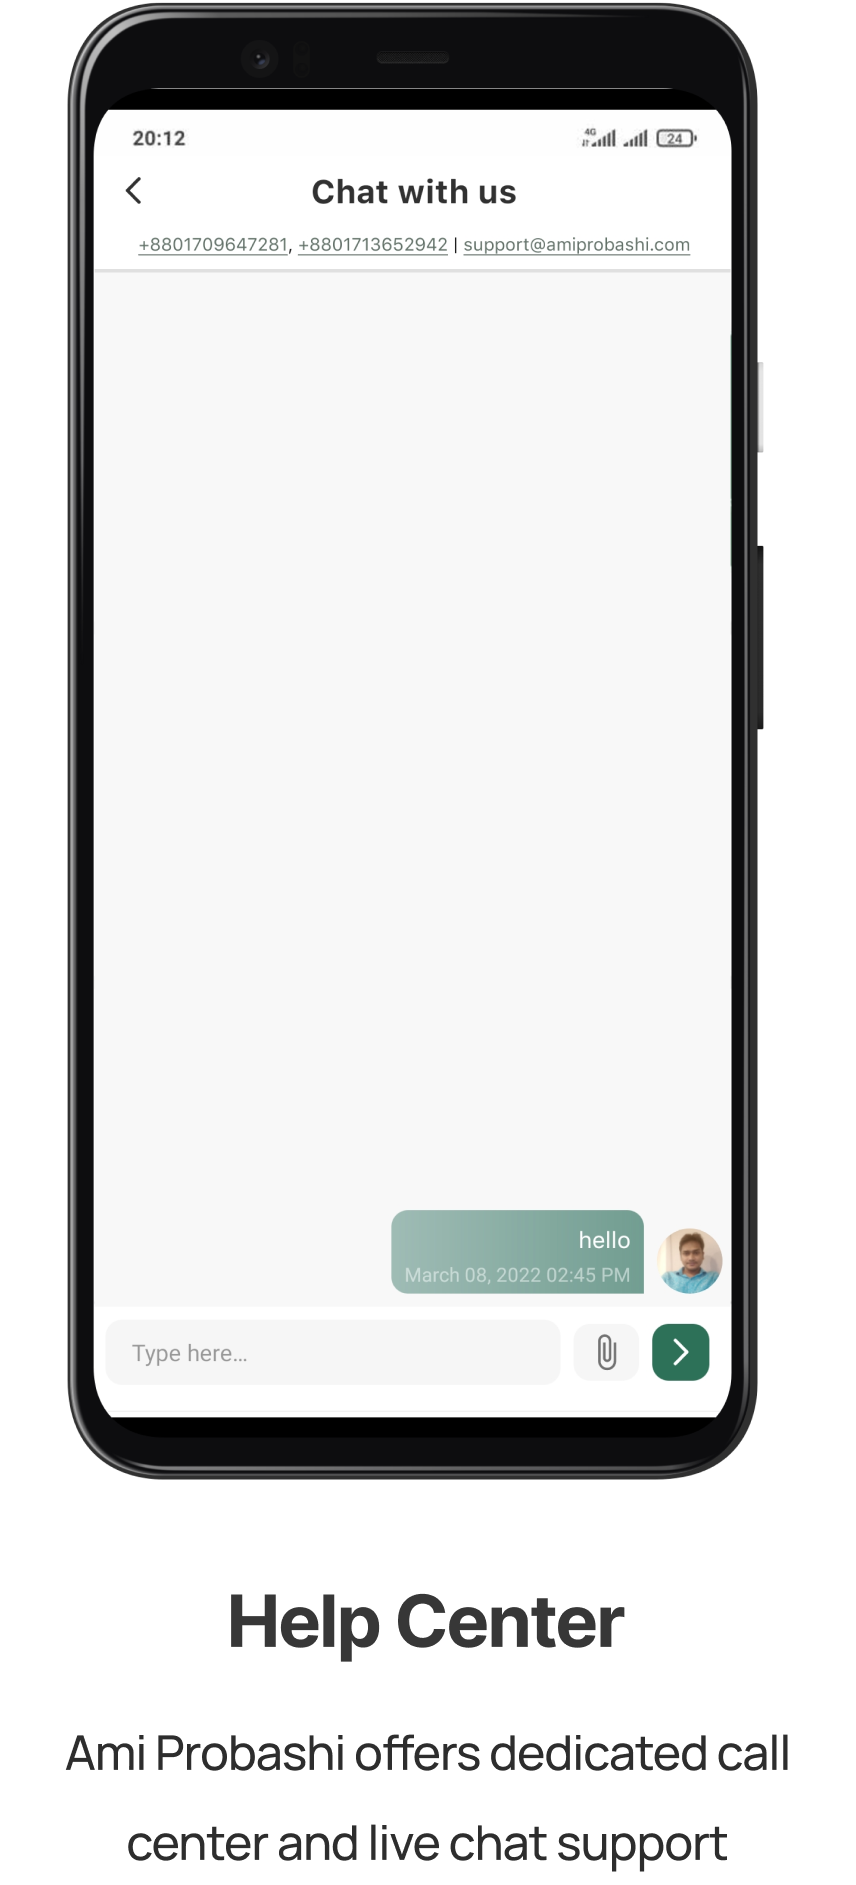 20:12 4G 24
Chat with us
+8801709647281, +8801713652942 | support@amiprobashi.com
hello
March 08, 2022 02:45 PM
Type here...
Help Center
Ami Probashi offers dedicated call
center and live chat support